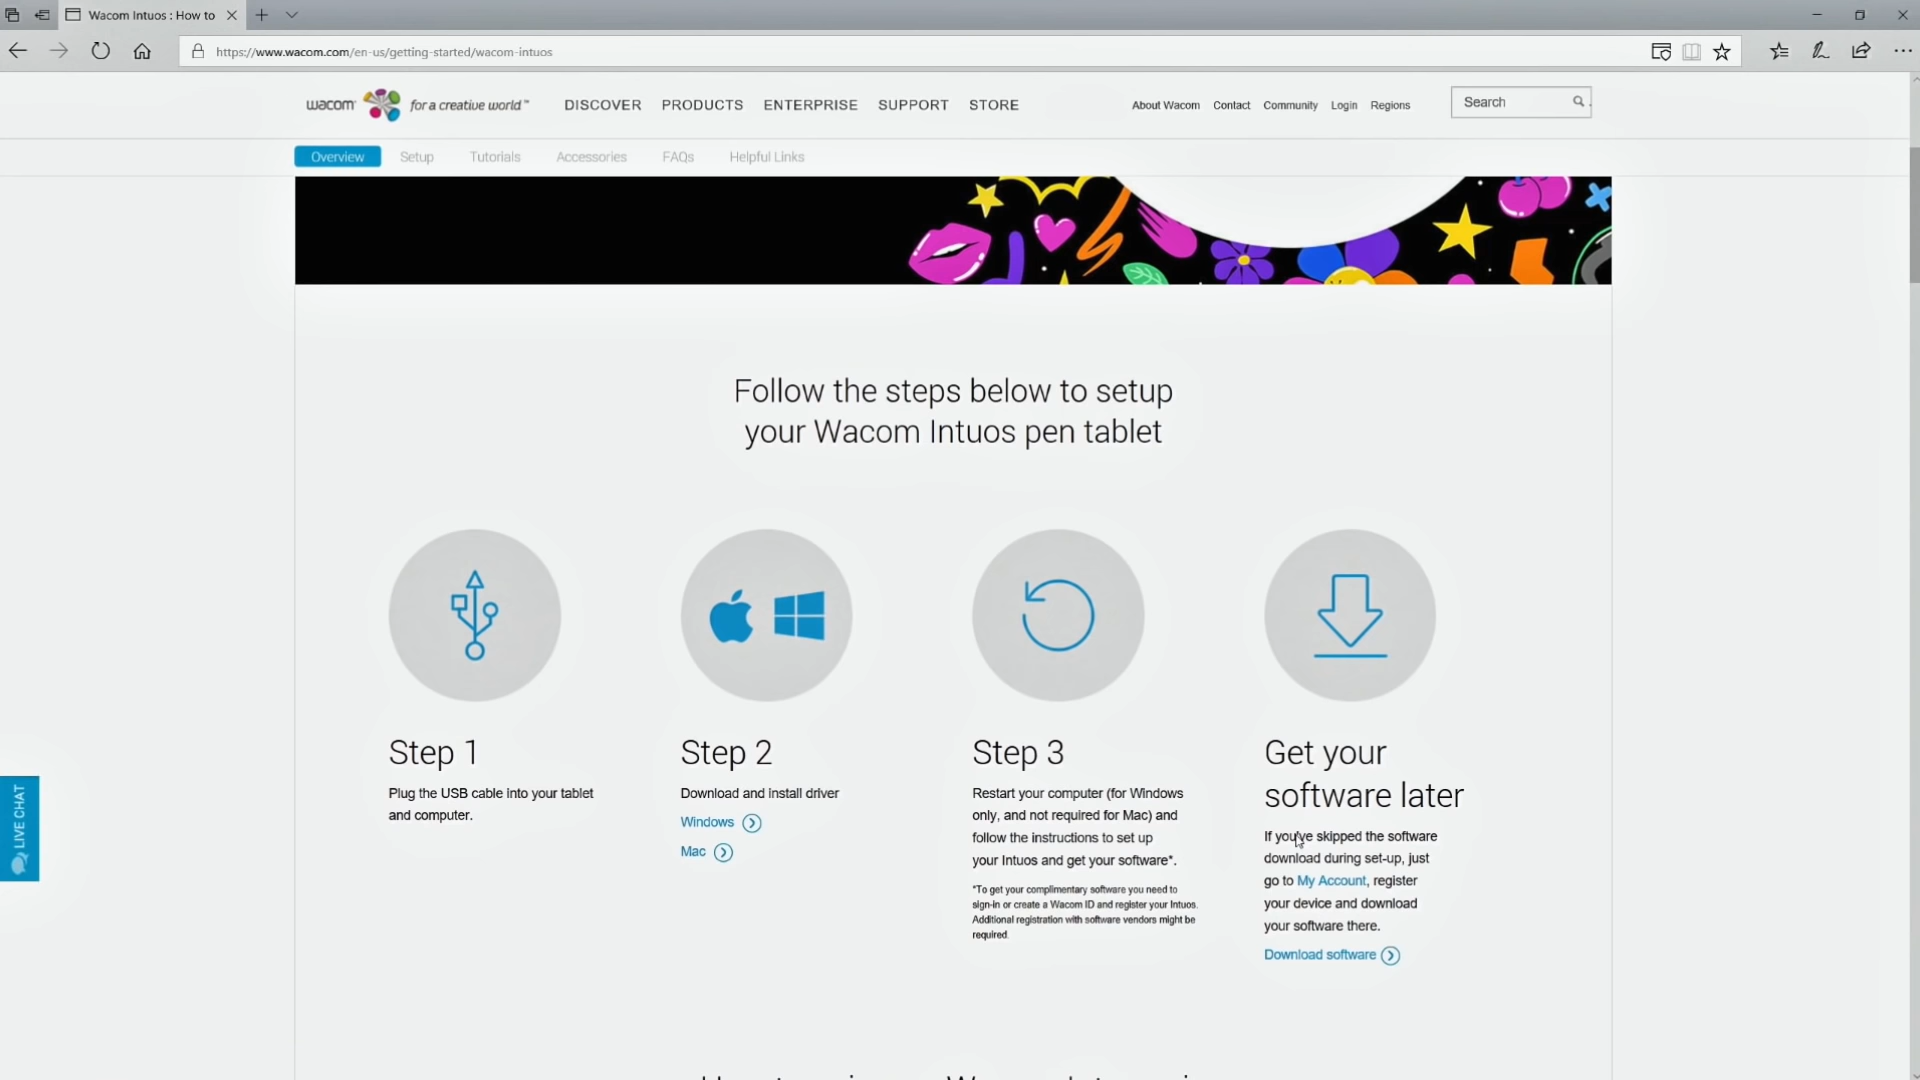 Wacom Intuos : How to
https://www.wacom.com/en-us/getting-started/wacom-intuos
wacom for a creative world™
DISCOVER PRODUCTS ENTERPRISE SUPPORT STORE
About Wacom Contact Community Login Regions
Search
Overview Setup Tutorials Accessories FAQs Helpful Links
Follow the steps below to setup
your Wacom Intuos pen tablet
Step 1
Plug the USB cable into your tablet
and computer.
Step 2
Download and install driver
Windows
Mac
Step 3
Restart your computer (for Windows
only, and not required for Mac) and
follow the instructions to set up
your Intuos and get your software*.
*To get your complimentary software you need to
sign-in or create a Wacom ID and register your Intuos.
Additional registration with software vendors might be
required.
Get your
software later
If you've skipped the software
download during set-up, just
go to My Account, register
your device and download
your software there.
Download software
LIVE CHAT